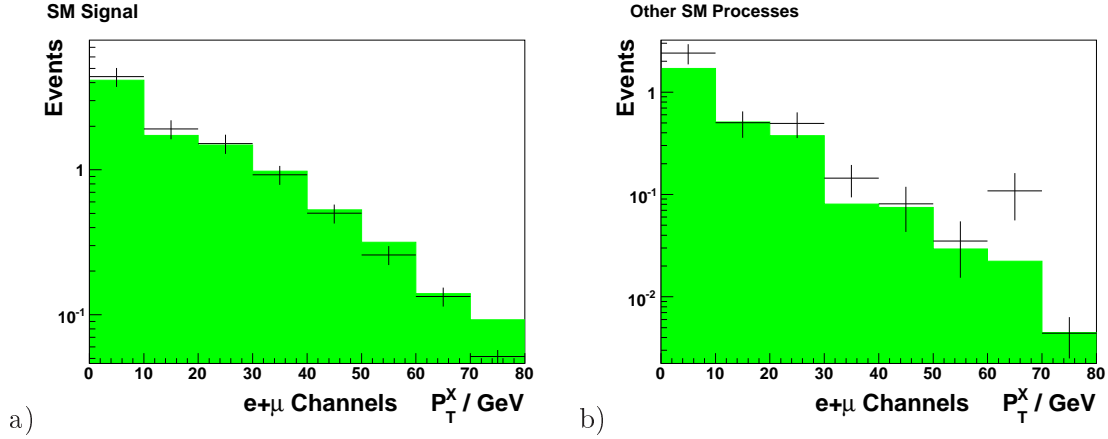 SM Signal
Events
1
10^-1
0 10 20 30 40 50 60 70 80
e+μ Channels P_T^X / GeV
a)
Other SM Processes
Events
1
10^-1
10^-2
0 10 20 30 40 50 60 70 80
e+μ Channels P_T^X / GeV
b)